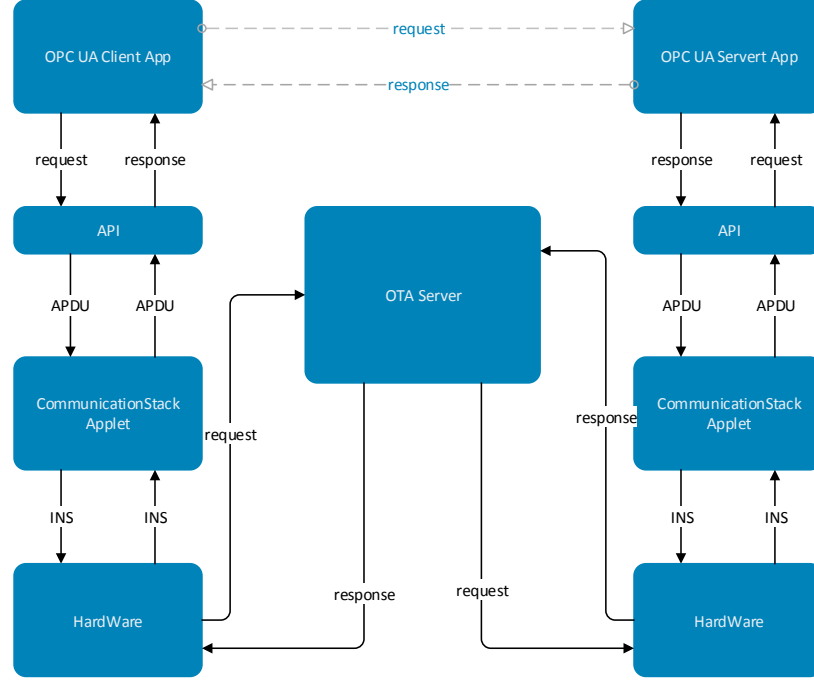 request
OPC UA Client App
OPC UA Servert App
response
request
response
response
request
API
API
OTA Server
APDU
APDU
APDU
APDU
CommunicationStack
Applet
CommunicationStack
Applet
response
request
INS
INS
INS
INS
response
request
HardWare
HardWare